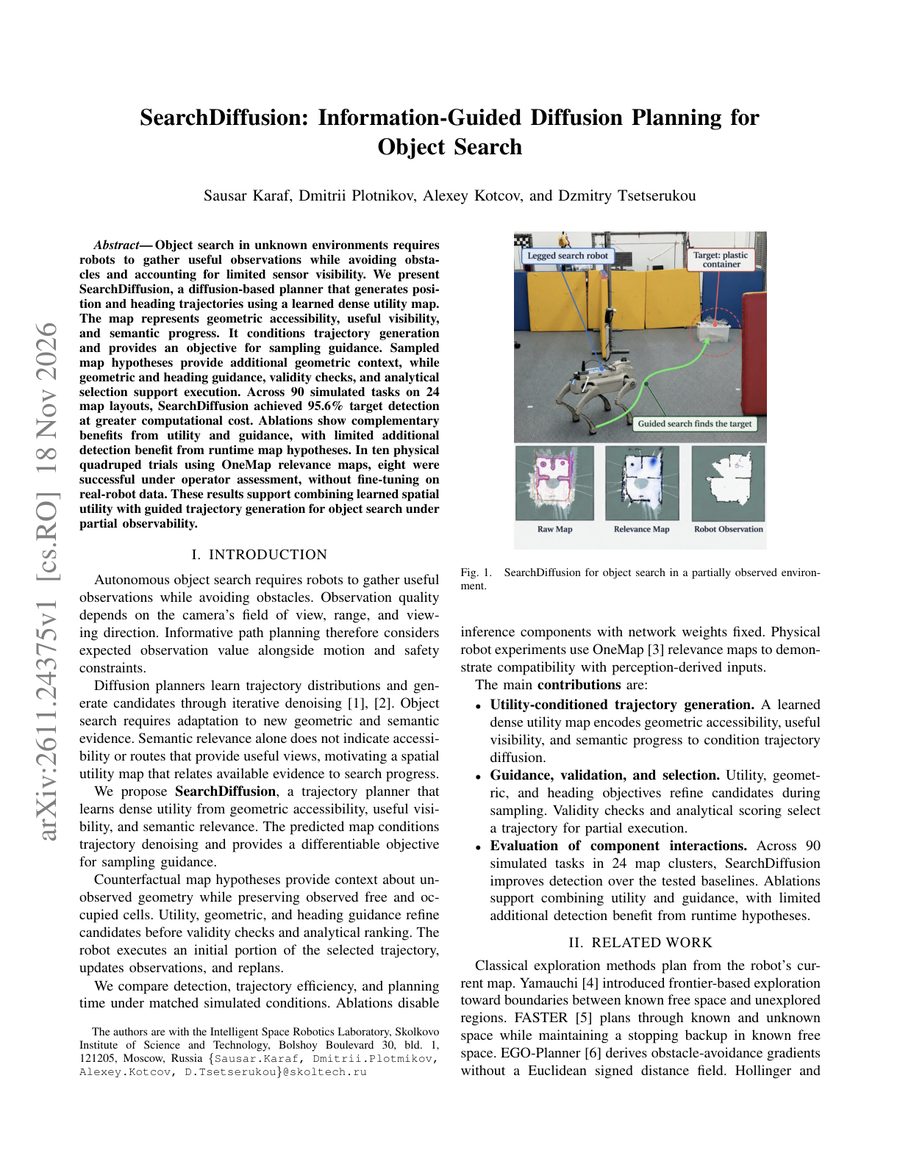 SearchDiffusion: Information-Guided Diffusion Planning for
Object Search
Sausar Karaf, Dmitrii Plotnikov, Alexey Kotcov, and Dzmitry Tsetserukou
arXiv:2611.24375v1 [cs.RO] 18 Nov 2026
Abstract— Object search in unknown environments requires
robots to gather useful observations while avoiding obsta-
cles and accounting for limited sensor visibility. We present
SearchDiffusion, a diffusion-based planner that generates posi-
tion and heading trajectories using a learned dense utility map.
The map represents geometric accessibility, useful visibility,
and semantic progress. It conditions trajectory generation
and provides an objective for sampling guidance. Sampled
map hypotheses provide additional geometric context, while
geometric and heading guidance, validity checks, and analytical
selection support execution. Across 90 simulated tasks on 24
map layouts, SearchDiffusion achieved 95.6% target detection
at greater computational cost. Ablations show complementary
benefits from utility and guidance, with limited additional
detection benefit from runtime map hypotheses. In ten physical
quadruped trials using OneMap relevance maps, eight were
successful under operator assessment, without fine-tuning on
real-robot data. These results support combining learned spatial
utility with guided trajectory generation for object search under
partial observability.
I. INTRODUCTION
Autonomous object search requires robots to gather useful
observations while avoiding obstacles. Observation quality
depends on the camera's field of view, range, and view-
ing direction. Informative path planning therefore considers
expected observation value alongside motion and safety
constraints.
Diffusion planners learn trajectory distributions and gen-
erate candidates through iterative denoising [1], [2]. Object
search requires adaptation to new geometric and semantic
evidence. Semantic relevance alone does not indicate accessi-
bility or routes that provide useful views, motivating a spatial
utility map that relates available evidence to search progress.
We propose SearchDiffusion, a trajectory planner that
learns dense utility from geometric accessibility, useful visi-
bility, and semantic relevance. The predicted map conditions
trajectory denoising and provides a differentiable objective
for sampling guidance.
Counterfactual map hypotheses provide context about un-
observed geometry while preserving observed free and oc-
cupied cells. Utility, geometric, and heading guidance refine
candidates before validity checks and analytical ranking. The
robot executes an initial portion of the selected trajectory,
updates observations, and replans.
We compare detection, trajectory efficiency, and planning
time under matched simulated conditions. Ablations disable
The authors are with the Intelligent Space Robotics Laboratory, Skolkovo
Institute of Science and Technology, Bolshoy Boulevard 30, bld. 1,
121205, Moscow, Russia {Sausar.Karaf, Dmitrii.Plotmikov,
Alexey.Kotcov, D.Tsetserukou}@skoltech.ru
Legged search robot
Target: plastic
container
Guided search finds the target
Raw Map
Relevance Map
Robot Observation
Fig. 1. SearchDiffusion for object search in a partially observed environ-
ment.
inference components with network weights fixed. Physical
robot experiments use OneMap [3] relevance maps to demon-
strate compatibility with perception-derived inputs.
The main contributions are:
• Utility-conditioned trajectory generation. A learned
dense utility map encodes geometric accessibility, useful
visibility, and semantic progress to condition trajectory
diffusion.
• Guidance, validation, and selection. Utility, geomet-
ric, and heading objectives refine candidates during
sampling. Validity checks and analytical scoring select
a trajectory for partial execution.
• Evaluation of component interactions. Across 90
simulated tasks in 24 map clusters, SearchDiffusion
improves detection over the tested baselines. Ablations
support combining utility and guidance, with limited
additional detection benefit from runtime hypotheses.
II. RELATED WORK
Classical exploration methods plan from the robot's cur-
rent map. Yamauchi [4] introduced frontier-based exploration
toward boundaries between known free space and unexplored
regions. FASTER [5] plans through known and unknown
space while maintaining a stopping backup in known free
space. EGO-Planner [6] derives obstacle-avoidance gradients
without a Euclidean signed distance field. Hollinger and